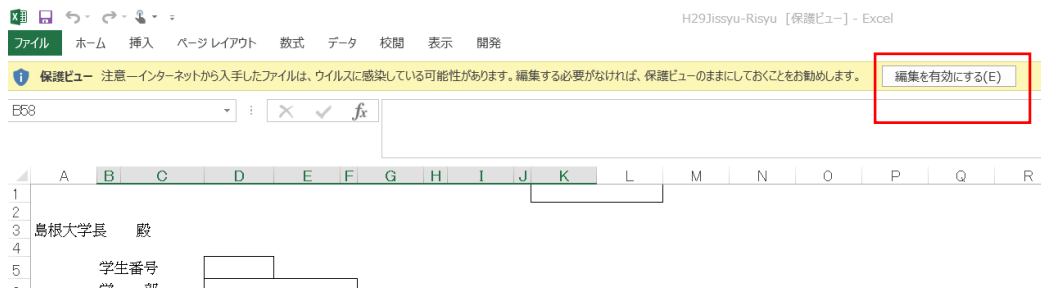 H29Jissyu-Risyu [保護ビュー] - Excel
ファイル ホーム 挿入 ページ レイアウト 数式 データ 校閲 表示 開発
保護ビュー 注意―インターネットから入手したファイルは、ウイルスに感染している可能性があります。編集する必要がなければ、保護ビューのままにしておくことをお勧めします。 編集を有効にする(E)
B58 fx
A B C D E F G H I J K L M N O P Q R
1
2
3 島根大学長 殿
4
5 学生番号
学 部